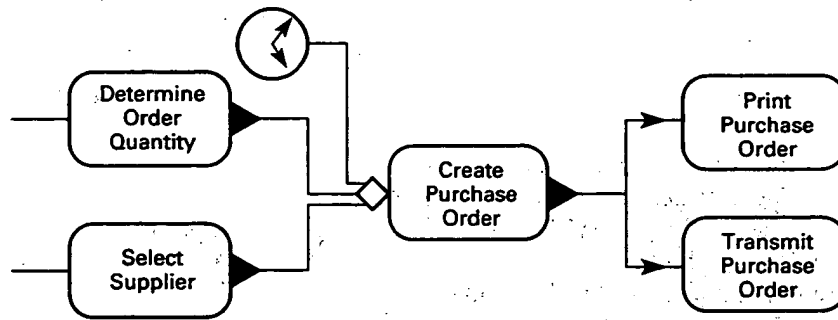 Determine
Order
Quantity
Select
Supplier
Create
Purchase
Order
Print
Purchase
Order
Transmit
Purchase
Order